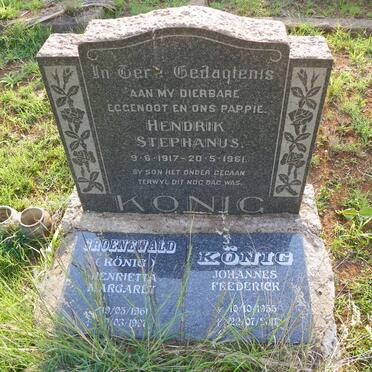 In Tere Gedagtenis
AAN MY DIERBARE
EGGENOOT EN ONS PAPPIE.
HENDRIK
STEPHANUS.
9-6-1917-20-5-1961.
SY SON HET ONDER GEGAAN
TERWYL DIT NOG DAG WAS.
KONIG
GROENEWALD
(KÖNIG)
HENRIETTA
MARGARET
KÖNIG
JOHANNES
FREDERICK